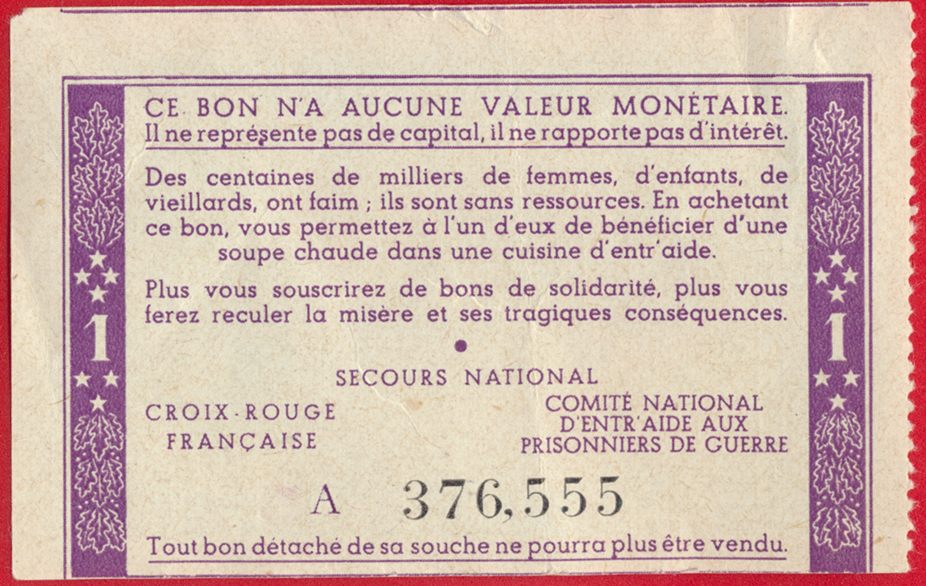 CE BON N'A AUCUNE VALEUR MONÉTAIRE.
Il ne représente pas de capital, il ne rapporte pas d'intérêt.
Des centaines de milliers de femmes, d'enfants, de
vieillards, ont faim ; ils sont sans ressources. En achetant
ce bon, vous permettez à l'un d'eux de bénéficier d'une
soupe chaude dans une cuisine d'entr'aide.
Plus vous souscrirez de bons de solidarité, plus vous
ferez reculer la misère et ses tragiques conséquences.
1
1
SECOURS NATIONAL
CROIX-ROUGE
FRANÇAISE
COMITÉ NATIONAL
D'ENTR'AIDE AUX
PRISONNIERS DE GUERRE
A 376,555
Tout bon détaché de sa souche ne pourra plus être vendu.